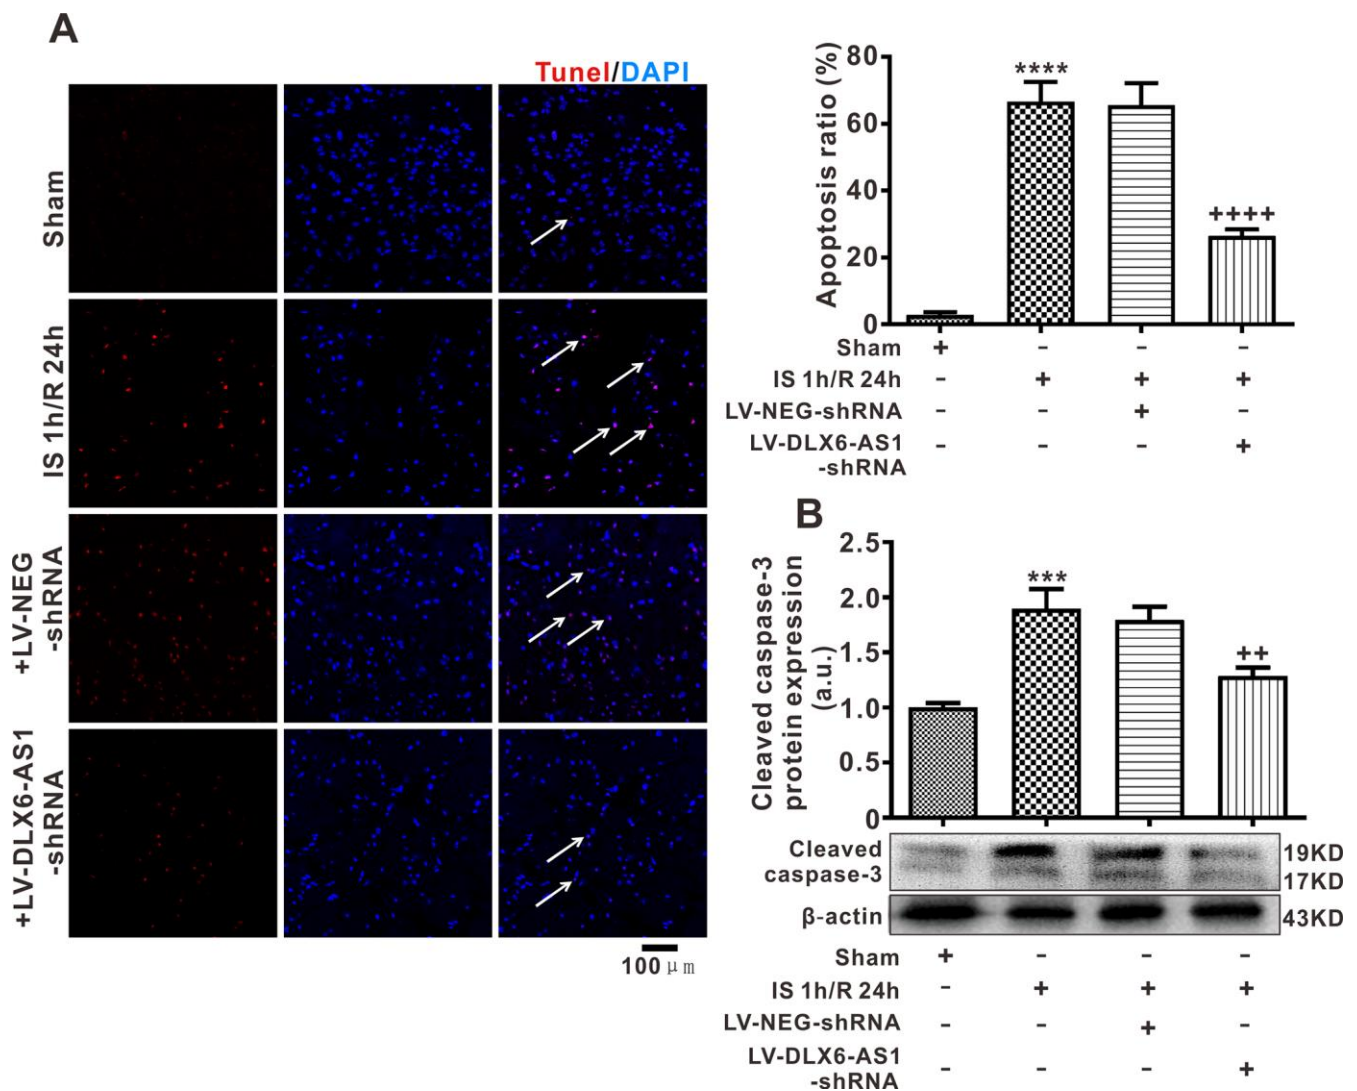 A
Tunel/DAPI
Sham
IS 1h/R 24h
+LV-NEG
-shRNA
+LV-DLX6-AS1
-shRNA
100 μm
Apoptosis ratio (%)
80
60
40
20
0
****
++++
Sham + - - -
IS 1h/R 24h - + + +
LV-NEG-shRNA - - + -
LV-DLX6-AS1
-shRNA - - - +
B
Cleaved caspase-3
protein expression
(a.u.)
2.5
2.0
1.5
1.0
0.5
0
***
++
Cleaved
caspase-3
19KD
17KD
β-actin
43KD
Sham + - - -
IS 1h/R 24h - + + +
LV-NEG-shRNA - - + -
LV-DLX6-AS1
-shRNA - - - +